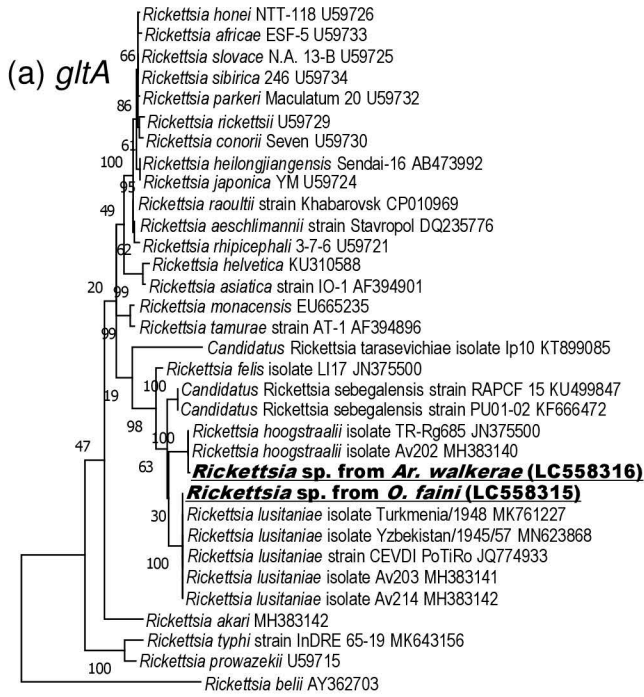 Rickettsia honei NTT-118 U59726
Rickettsia africae ESF-5 U59733
66
Rickettsia slovace N.A. 13-B U59725
(a) gltA
Rickettsia sibirica 246 U59734
Rickettsia parkeri Maculatum 20 U59732
86
Rickettsia rickettsii U59729
Rickettsia conorii Seven U59730
61
Rickettsia heilongjiangensis Sendai-16 AB473992
100
Rickettsia japonica YM U59724
95
Rickettsia raoultii strain Khabarovsk CP010969
49
Rickettsia aeschlimannii strain Stavropol DQ235776
Rickettsia rhipicephali 3-7-6 U59721
62
Rickettsia helvetica KU310588
Rickettsia asiatica strain IO-1 AF394901
20
99
Rickettsia monacensis EU665235
Rickettsia tamurae strain AT-1 AF394896
99
Candidatus Rickettsia tarasevichiae isolate Ip10 KT899085
Rickettsia felis isolate LI17 JN375500
100
Candidatus Rickettsia sebegalensis strain RAPCF 15 KU499847
19
Candidatus Rickettsia sebegalensis strain PU01-02 KF666472
98
Rickettsia hoogstraalii isolate TR-Rg685 JN375500
100
47
Rickettsia hoogstraalii isolate Av202 MH383140
63
Rickettsia sp. from Ar. walkerae (LC558316)
Rickettsia sp. from O. faini (LC558315)
30
Rickettsia lusitaniae isolate Turkmenia/1948 MK761227
Rickettsia lusitaniae isolate Yzbekistan/1945/57 MN623868
Rickettsia lusitaniae strain CEVDI PoTiRo JQ774933
100
Rickettsia lusitaniae isolate Av203 MH383141
Rickettsia lusitaniae isolate Av214 MH383142
Rickettsia akari MH383142
Rickettsia typhi strain InDRE 65-19 MK643156
Rickettsia prowazekii U59715
100
Rickettsia belii AY362703